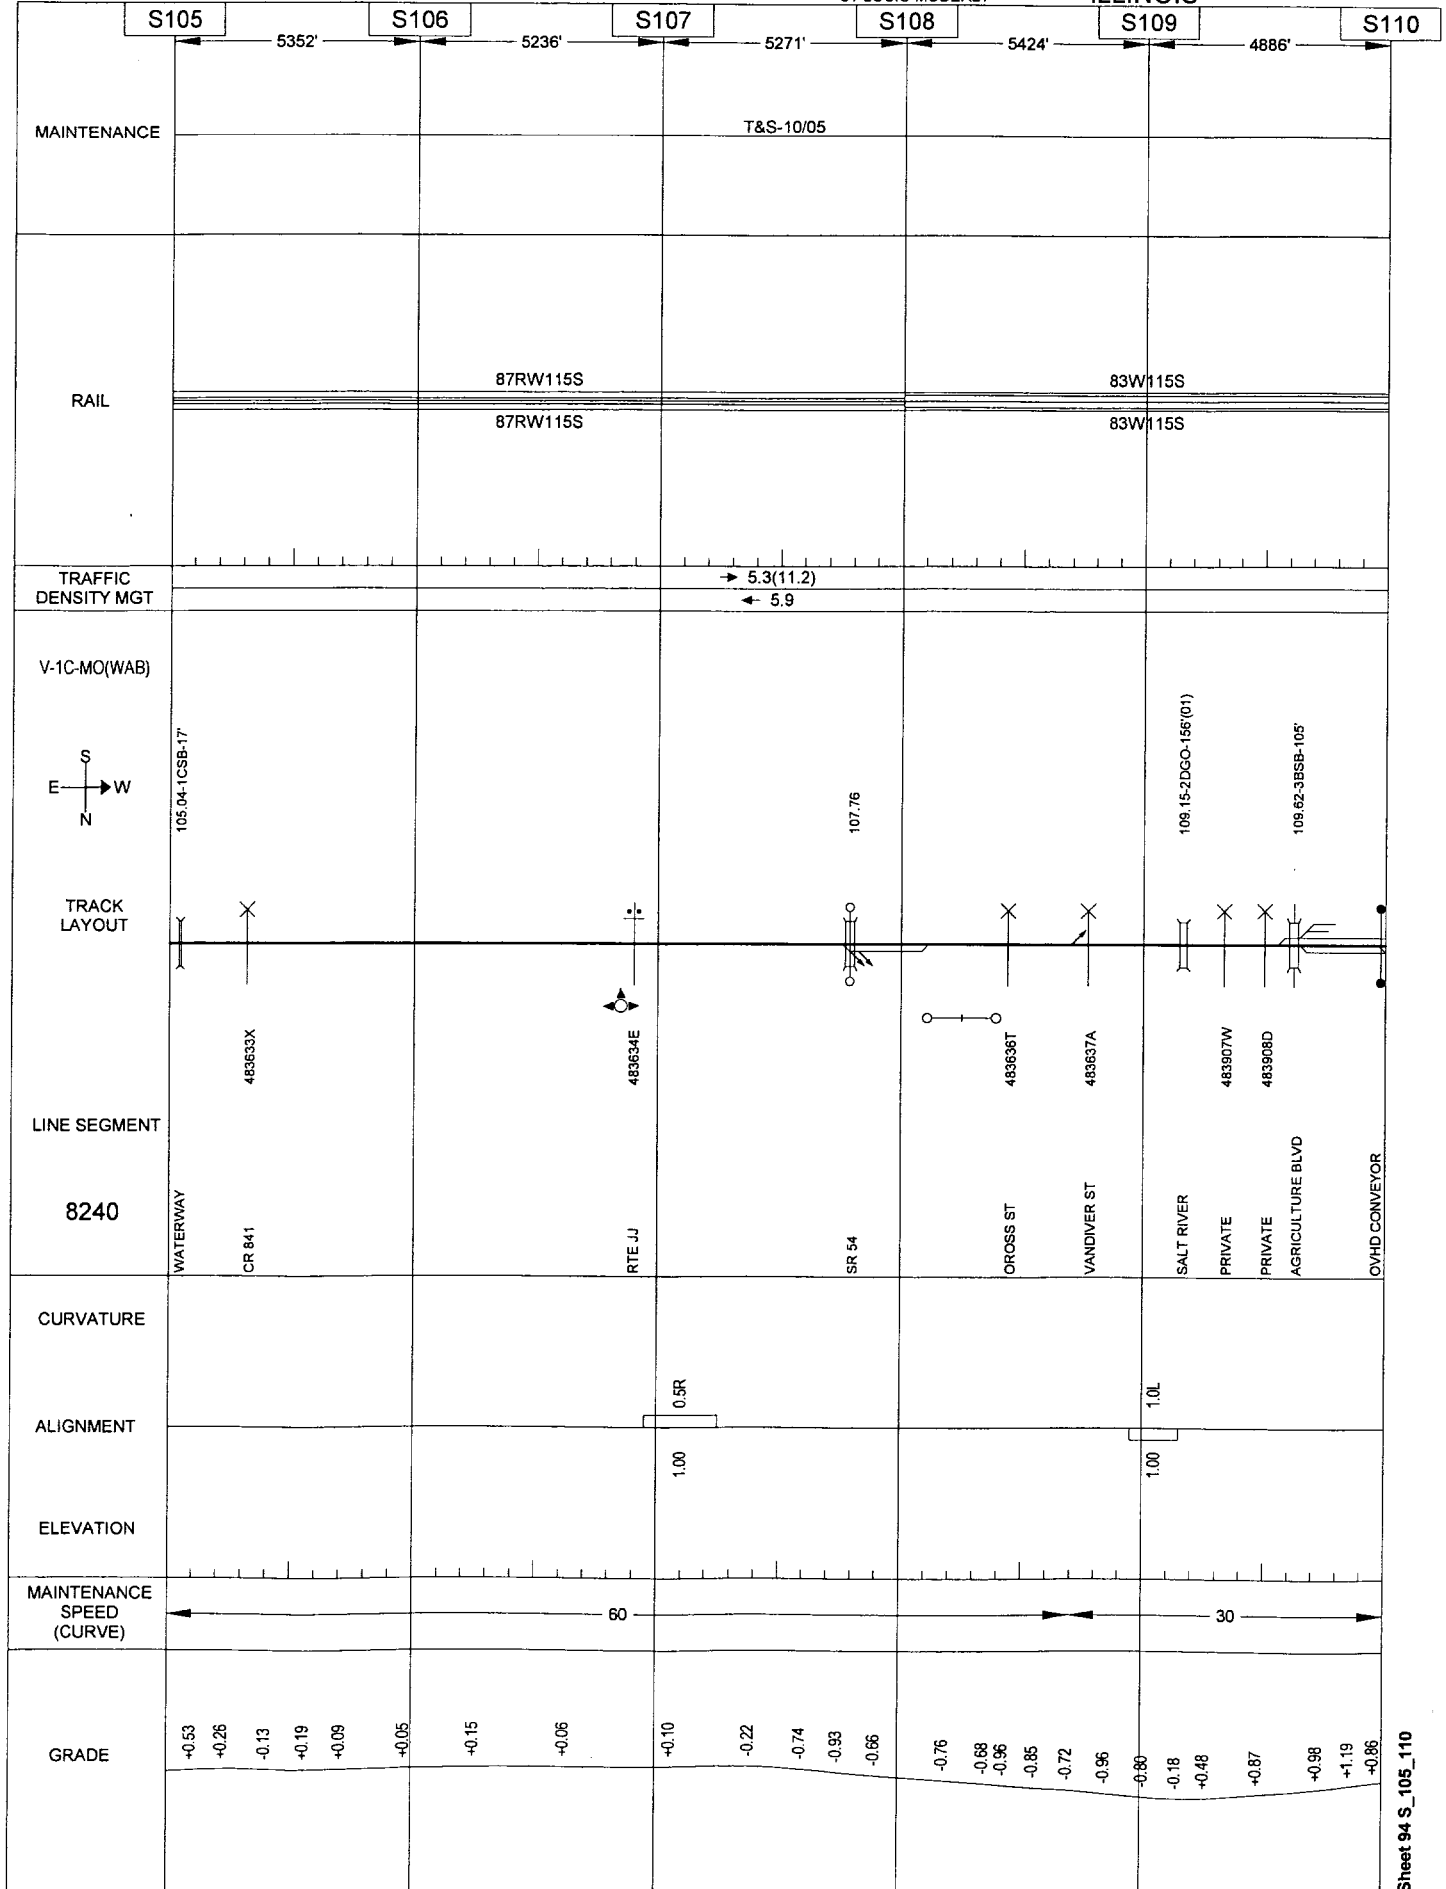 ILLINOIS
S105 S106 S107 S108 S109 S110
5352' 5236' 5271' 5424' 4886'
MAINTENANCE
T&S-10/05
RAIL
87RW115S 83W115S
87RW115S 83W115S
TRAFFIC
DENSITY MGT
5.3(11.2)
5.9
V-1C-MO(WAB)
S
E W
N
105.04-1CSB-17'
107.76
109.15-2DGO-156'(01)
109.62-3BSB-105'
TRACK
LAYOUT
483633X
483634E
483636T
483637A
483907W
483908D
LINE SEGMENT
8240
WATERWAY
CR 841
RTE JJ
SR 54
OROSS ST
VANDIVER ST
SALT RIVER
PRIVATE
PRIVATE
AGRICULTURE BLVD
OVHD CONVEYOR
CURVATURE
0.5R
1.0L
ALIGNMENT
1.00
1.00
ELEVATION
MAINTENANCE
SPEED
(CURVE)
60 30
GRADE
+0.53
+0.26
-0.13
+0.19
+0.09
+0.05
+0.15
+0.06
+0.10
-0.22
-0.74
-0.93
-0.66
-0.76
-0.68
-0.96
-0.85
-0.72
-0.96
-0.80
-0.18
+0.48
+0.87
+0.98
+1.19
+0.86
Sheet 94 S_105_110